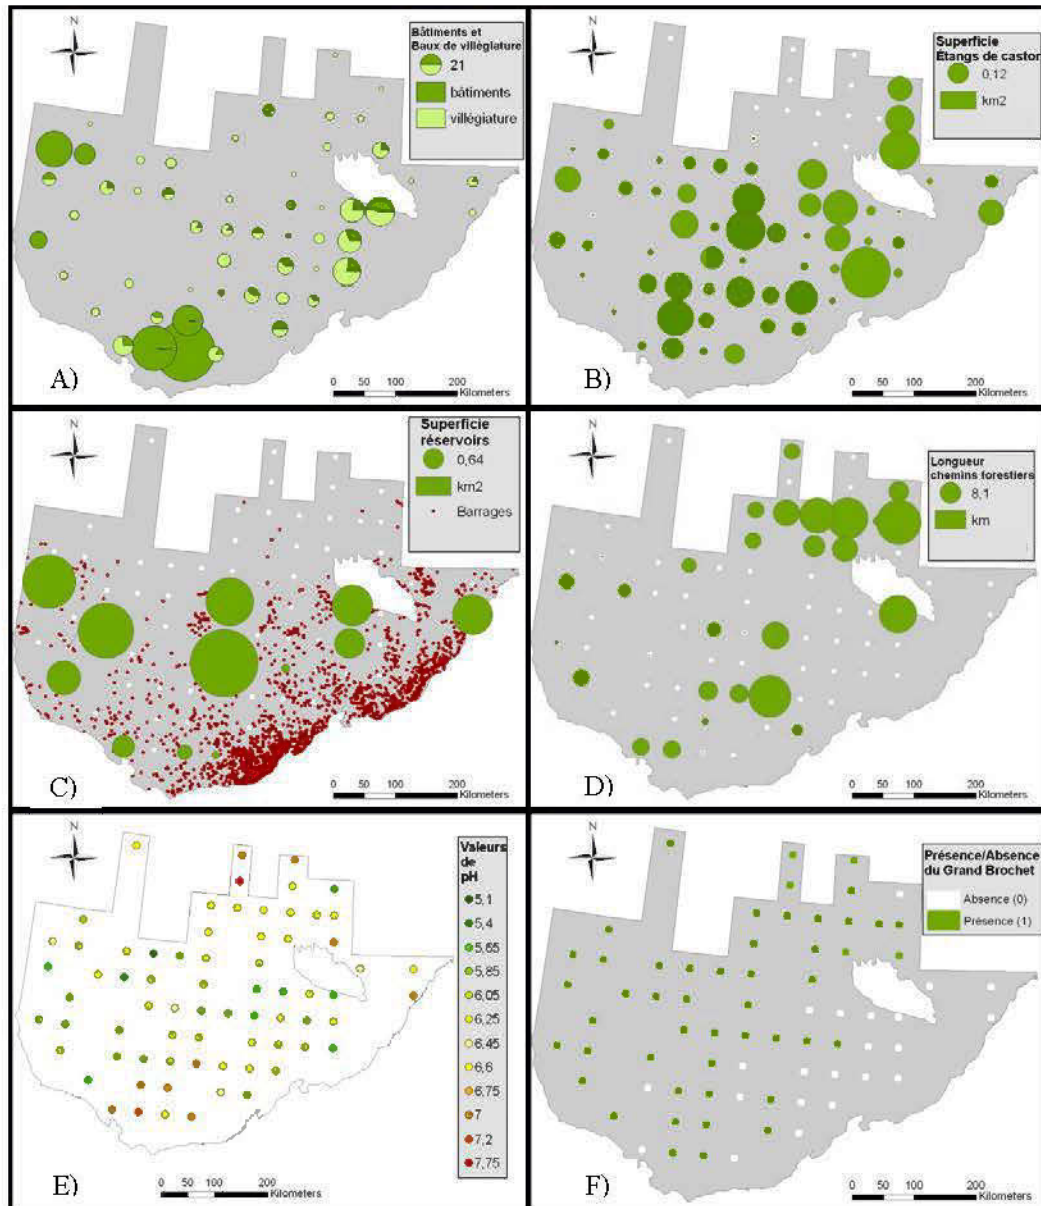 N
Bâtiments et
Baux de villégiature
21
bâtiments
villégiature
A)
0 50 100 200
Kilometers
N
Superficie
Étangs de castor
0,12
km2
B)
0 50 100 200
Kilometers
N
Superficie
réservoirs
0,64
km2
Barrages
C)
0 50 100 200
Kilometers
N
Longueur
chemins forestiers
8,1
km
D)
0 50 100 200
Kilometers
N
Valeurs
de
pH
5,1
5,4
5,65
5,85
6,05
6,25
6,45
6,6
6,75
7
7,2
7,75
E)
0 50 100 200
Kilometers
N
Présence/Absence
du Grand Brochet
Absence (0)
Présence (1)
F)
0 50 100 200
Kilometers